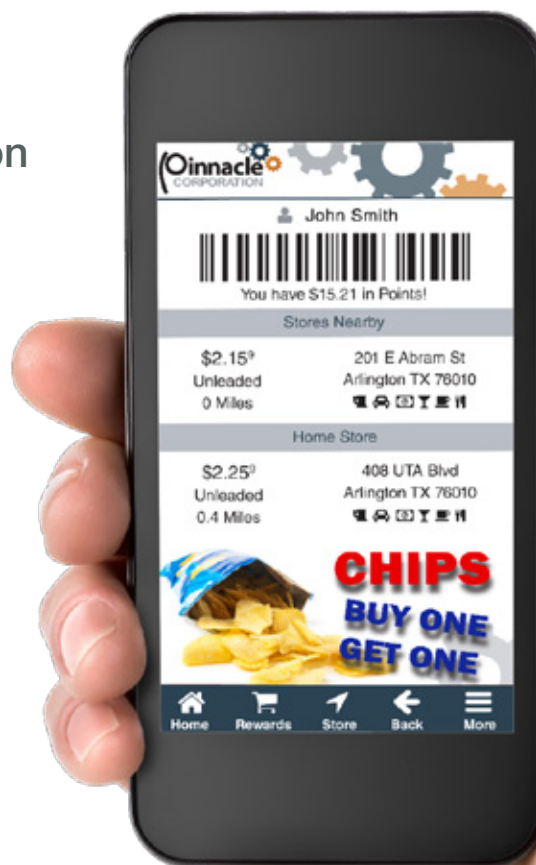 on
Pinnacle
CORPORATION
John Smith
You have $15.21 in Points!
Stores Nearby
$2.15⁹
Unleaded
0 Miles
201 E Abram St
Arlington TX 76010
Home Store
$2.25⁹
Unleaded
0.4 Miles
408 UTA Blvd
Arlington TX 76010
CHIPS
BUY ONE
GET ONE
Home Rewards Store Back More